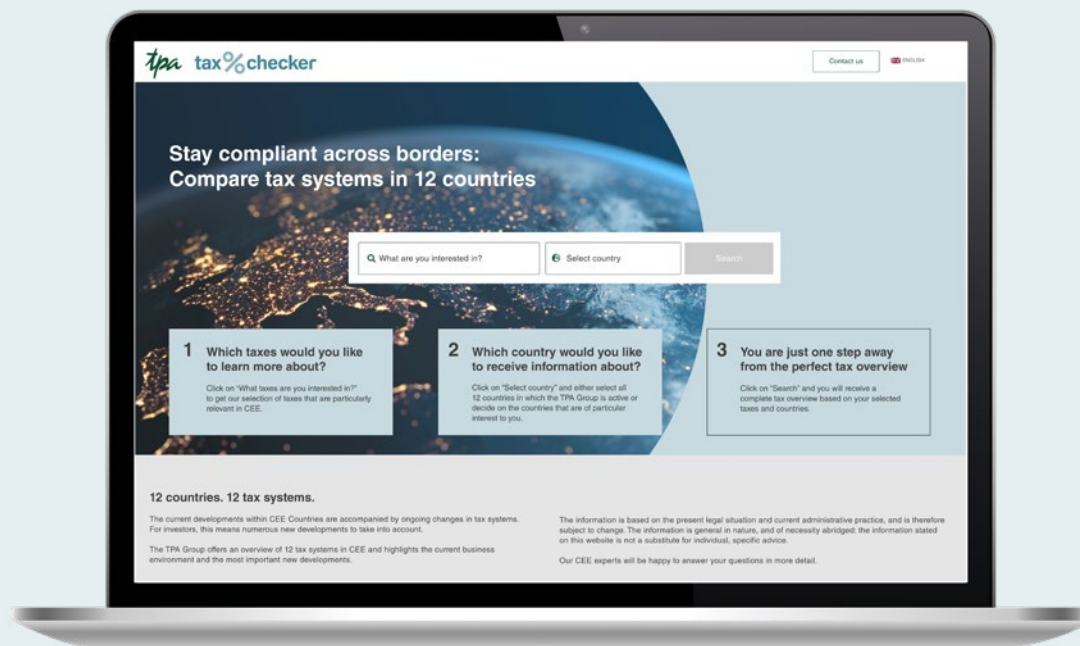 tpa tax%checker
Contact us
ENGLISH
Stay compliant across borders:
Compare tax systems in 12 countries
What are you interested in?
Select country
Search
1
Which taxes would you like
to learn more about?
Click on "What taxes are you interested in?"
to get our selection of taxes that are particularly
relevant in CEE.
2
Which country would you like
to receive information about?
Click on "Select country" and either select all
12 countries in which the TPA Group is active or
decide on the countries that are of particular
interest to you.
3
You are just one step away
from the perfect tax overview
Click on "Search" and you will receive a
complete tax overview based on your selected
taxes and countries.
12 countries. 12 tax systems.
The current developments within CEE Countries are accompanied by ongoing changes in tax systems.
For investors, this means numerous new developments to take into account.
The TPA Group offers an overview of 12 tax systems in CEE and highlights the current business
environment and the most important new developments.
The information is based on the present legal situation and current administrative practice, and is therefore
subject to change. The information is general in nature, and of necessity abridged: the information stated
on this website is not a substitute for individual, specific advice.
Our CEE experts will be happy to answer your questions in more detail.